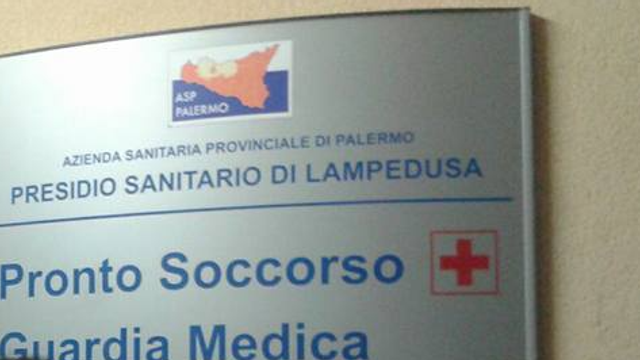 ASP
PALERMO
AZIENDA SANITARIA PROVINCIALE DI PALERMO
PRESIDIO SANITARIO DI LAMPEDUSA
Pronto Soccorso
Guardia Medica